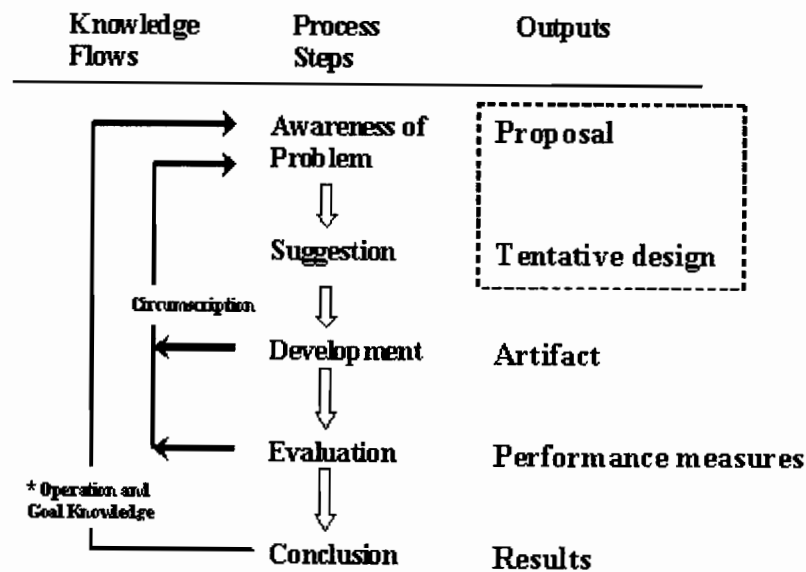 Knowledge Flows
Process Steps
Outputs
Awareness of Problem
Proposal
Suggestion
Tentative design
Circumscription
Development
Artifact
Evaluation
Performance measures
* Operation and Goal Knowledge
Conclusion
Results